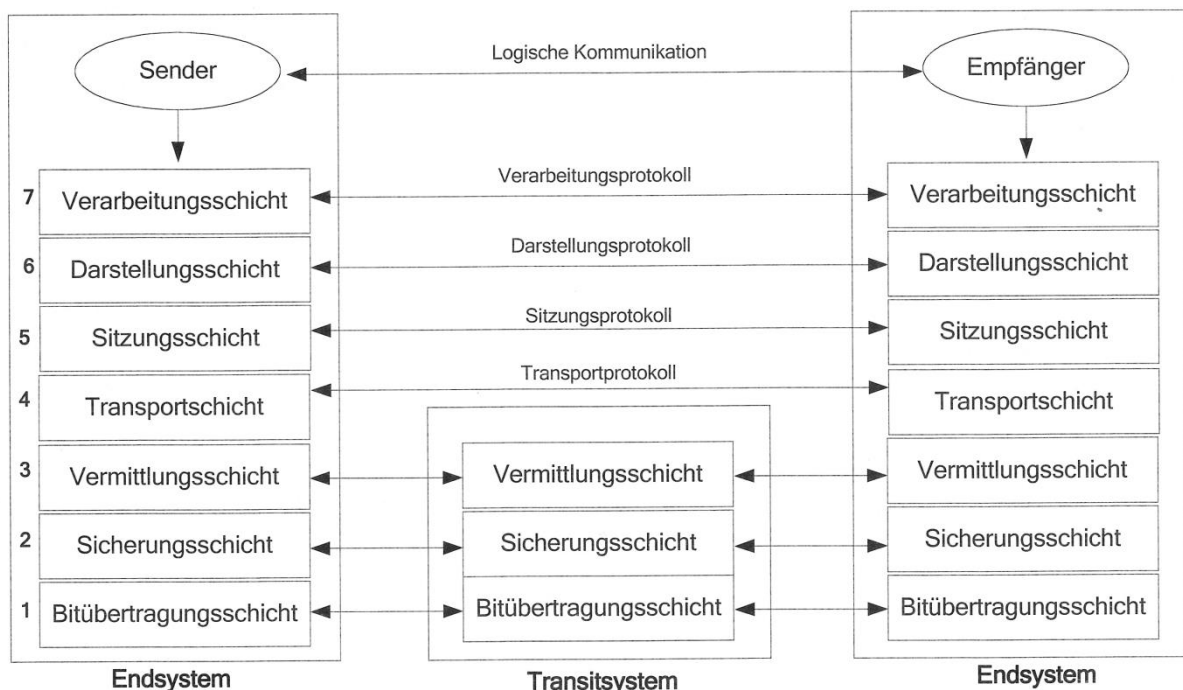 Logische Kommunikation
Sender
Empfänger
Verarbeitungsprotokoll
7 Verarbeitungsschicht
Verarbeitungsschicht
Darstellungsprotokoll
6 Darstellungsschicht
Darstellungsschicht
Sitzungsprotokoll
5 Sitzungsschicht
Sitzungsschicht
Transportprotokoll
4 Transportschicht
Transportschicht
3 Vermittlungsschicht
Vermittlungsschicht
Vermittlungsschicht
2 Sicherungsschicht
Sicherungsschicht
Sicherungsschicht
1 Bitübertragungsschicht
Bitübertragungsschicht
Bitübertragungsschicht
Endsystem
Transitsystem
Endsystem